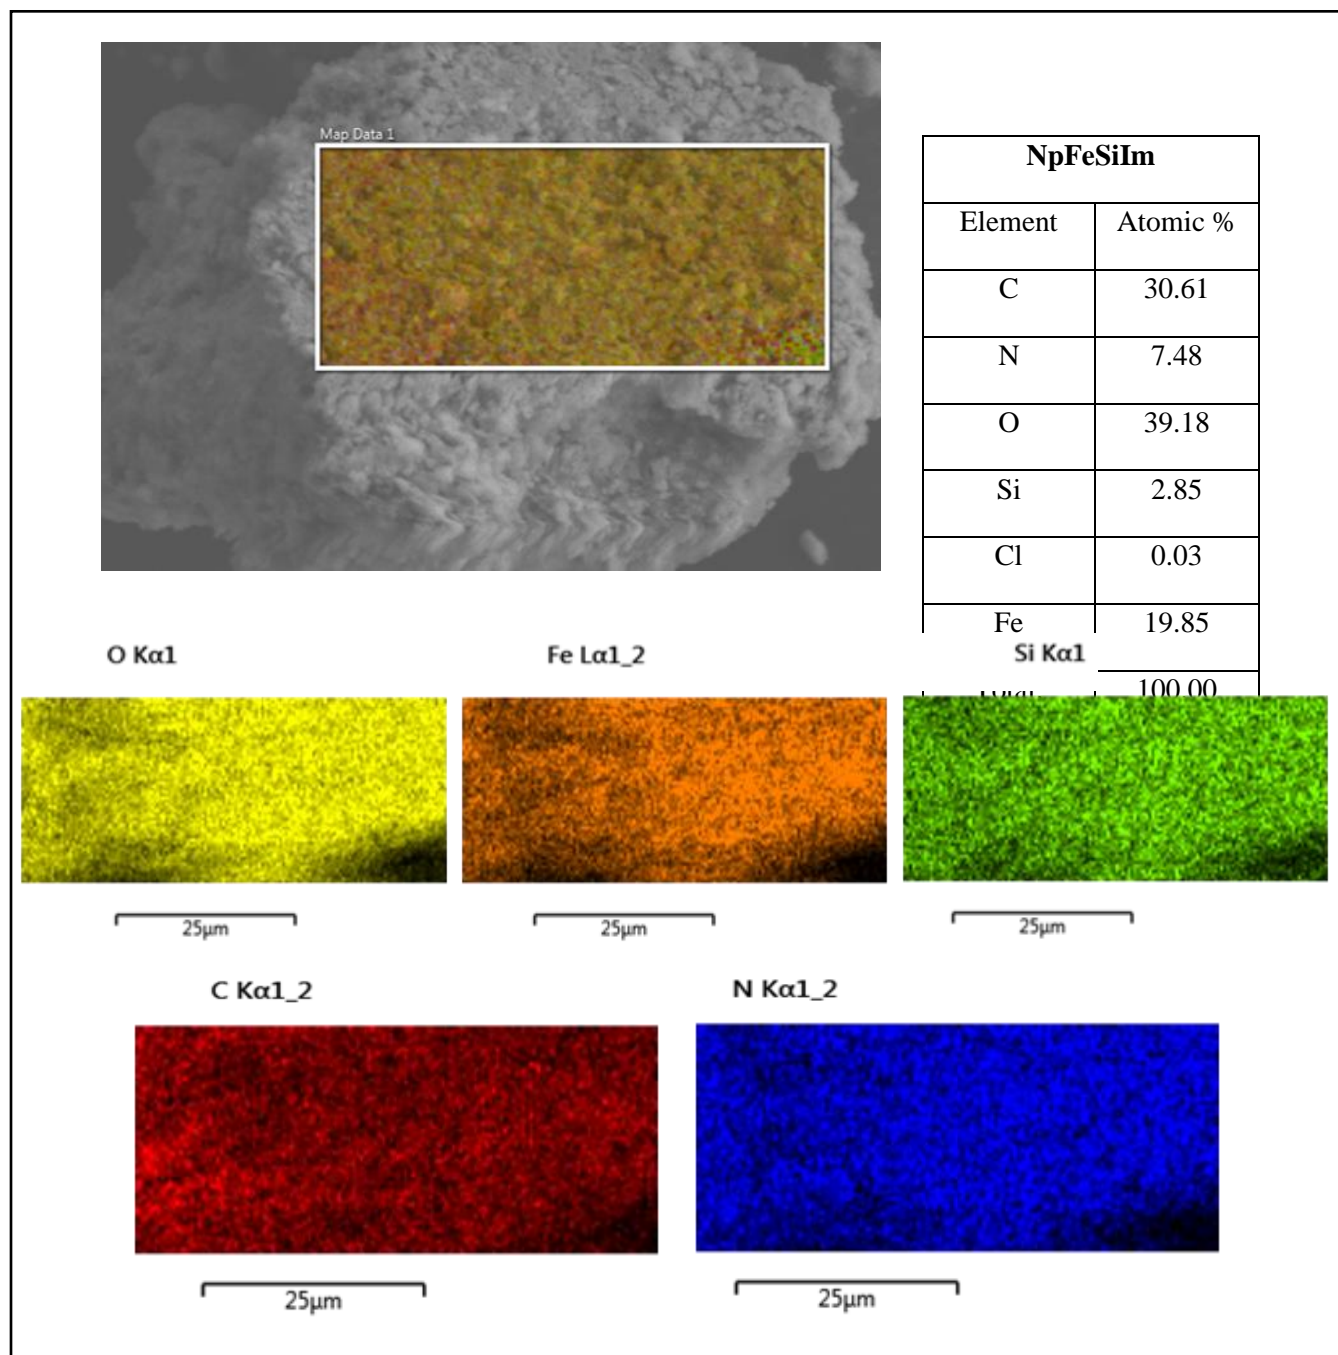 Map Data 1
NpFeSiIm
Element Atomic %
C 30.61
N 7.48
O 39.18
Si 2.85
Cl 0.03
Fe 19.85
100.00
O Kα1
Fe Lα1_2
Si Kα1
25µm
25µm
25µm
C Kα1_2
N Kα1_2
25µm
25µm